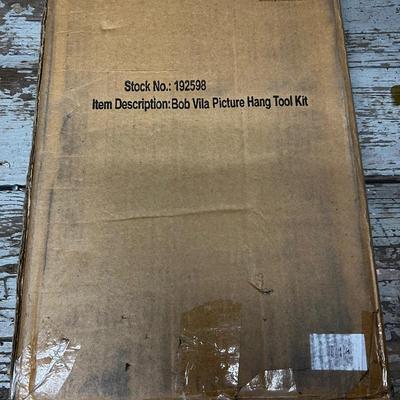 Stock No.: 192598
Item Description:Bob Vila Picture Hang Tool Kit